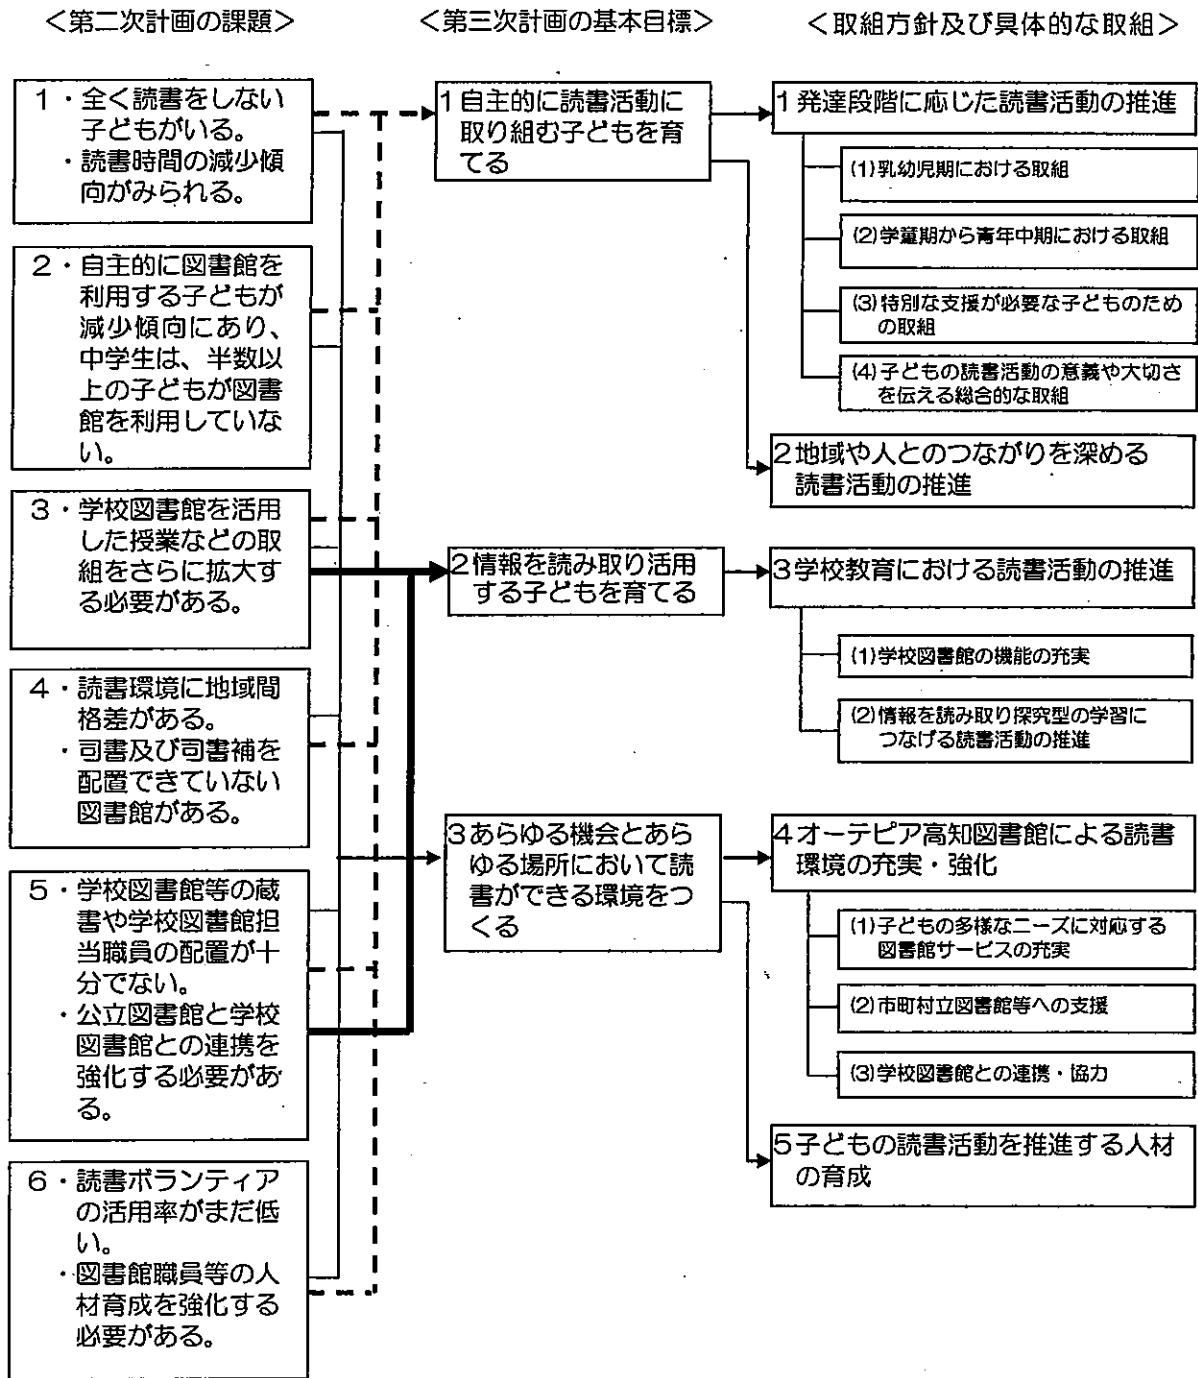 ＜第二次計画の課題＞
＜第三次計画の基本目標＞
＜取組方針及び具体的な取組＞
１・全く読書をしない
子どもがいる。
・読書時間の減少傾
向がみられる。
２・自主的に図書館を
利用する子どもが
減少傾向にあり、
中学生は、半数以
上の子どもが図書
館を利用していな
い。
３・学校図書館を活用
した授業などの取
組をさらに拡大す
る必要がある。
４・読書環境に地域間
格差がある。
・司書及び司書補を
配置できていない
図書館がある。
５・学校図書館等の蔵
書や学校図書館担
当職員の配置が十
分でない。
・公立図書館と学校
図書館との連携を
強化する必要があ
る。
６・読書ボランティア
の活用率がまだ低
い。
・図書館職員等の人
材育成を強化する
必要がある。
１自主的に読書活動に
取り組む子どもを育
てる
２情報を読み取り活用
する子どもを育てる
３あらゆる機会とあら
ゆる場所において読
書ができる環境をつ
くる
１発達段階に応じた読書活動の推進
(1)乳幼児期における取組
(2)学童期から青年中期における取組
(3)特別な支援が必要な子どものため
の取組
(4)子どもの読書活動の意義や大切さ
を伝える総合的な取組
２地域や人とのつながりを深める
読書活動の推進
３学校教育における読書活動の推進
(1)学校図書館の機能の充実
(2)情報を読み取り探究型の学習に
つなげる読書活動の推進
４オーテピア高知図書館による読書
環境の充実・強化
(1)子どもの多様なニーズに対応する
図書館サービスの充実
(2)市町村立図書館等への支援
(3)学校図書館との連携・協力
５子どもの読書活動を推進する人材
の育成